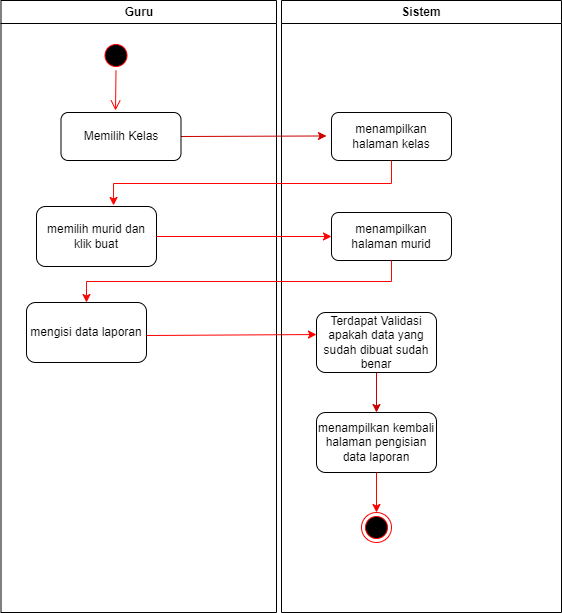 Guru
Sistem
Memilih Kelas
menampilkan
halaman kelas
memilih murid dan
klik buat
menampilkan
halaman murid
mengisi data laporan
Terdapat Validasi
apakah data yang
sudah dibuat sudah
benar
menampilkan kembali
halaman pengisian
data laporan